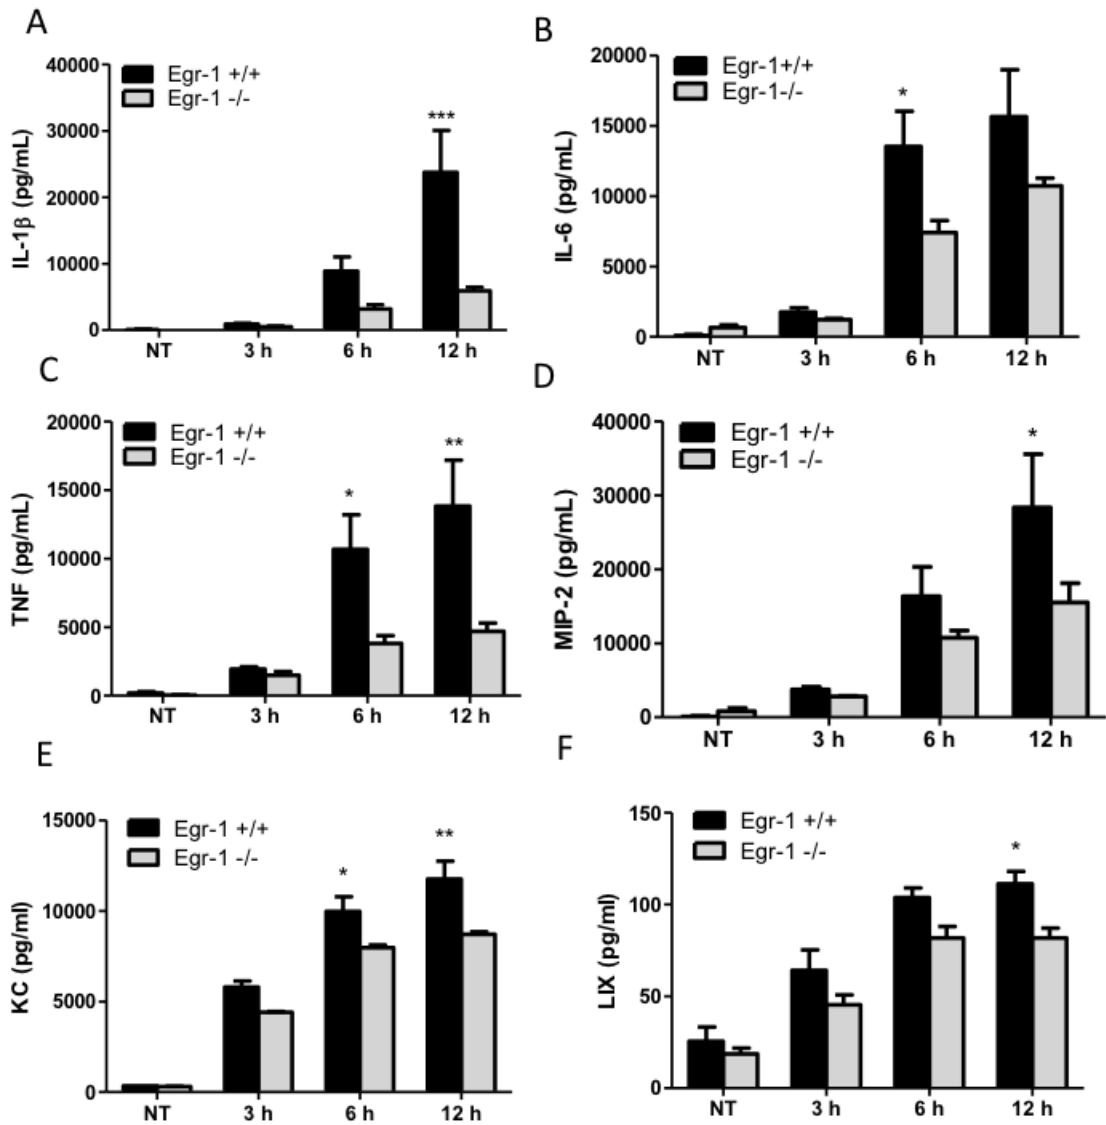 A
IL-1β (pg/mL)
40000
30000
20000
10000
0
Egr-1 +/+
Egr-1 -/-
***
NT 3 h 6 h 12 h
B
IL-6 (pg/mL)
20000
15000
10000
5000
0
Egr-1+/+
Egr-1-/-
*
NT 3 h 6 h 12 h
C
TNF (pg/mL)
20000
15000
10000
5000
0
Egr-1 +/+
Egr-1 -/-
* **
NT 3 h 6 h 12 h
D
MIP-2 (pg/mL)
40000
30000
20000
10000
0
Egr-1 +/+
Egr-1 -/-
*
NT 3 h 6 h 12 h
E
KC (pg/ml)
15000
10000
5000
0
Egr-1 +/+
Egr-1 -/-
* **
NT 3 h 6 h 12 h
F
LIX (pg/ml)
150
100
50
0
Egr-1 +/+
Egr-1 -/-
*
NT 3 h 6 h 12 h